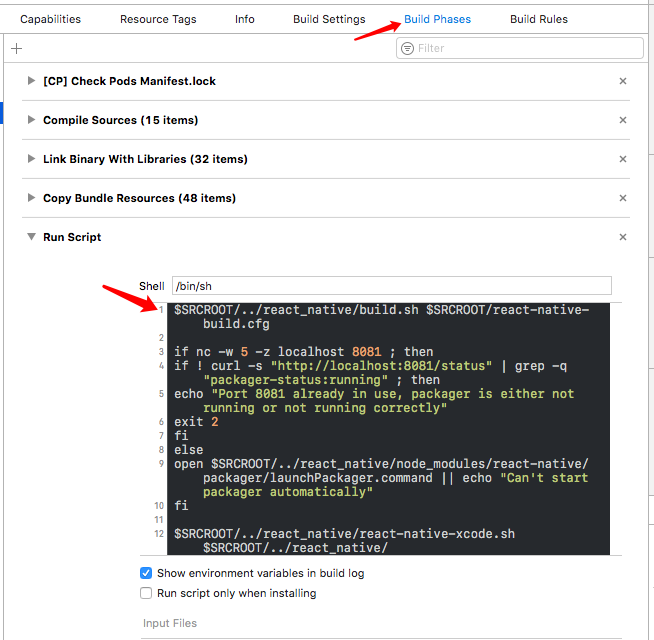 Capabilities Resource Tags Info Build Settings Build Phases Build Rules
Filter
[CP] Check Pods Manifest.lock
Compile Sources (15 items)
Link Binary With Libraries (32 items)
Copy Bundle Resources (48 items)
Run Script
Shell /bin/sh
1 $SRCROOT/../react_native/build.sh $SRCROOT/react-native-
build.cfg
2
3 if nc -w 5 -z localhost 8081 ; then
4 if ! curl -s "http://localhost:8081/status" | grep -q
"packager-status:running" ; then
5 echo "Port 8081 already in use, packager is either not
running or not running correctly"
6 exit 2
7 fi
8 else
9 open $SRCROOT/../react_native/node_modules/react-native/
packager/launchPackager.command || echo "Can't start
packager automatically"
10 fi
11
12 $SRCROOT/../react_native/react-native-xcode.sh
$SRCROOT/../react_native/
Show environment variables in build log
Run script only when installing
Input Files